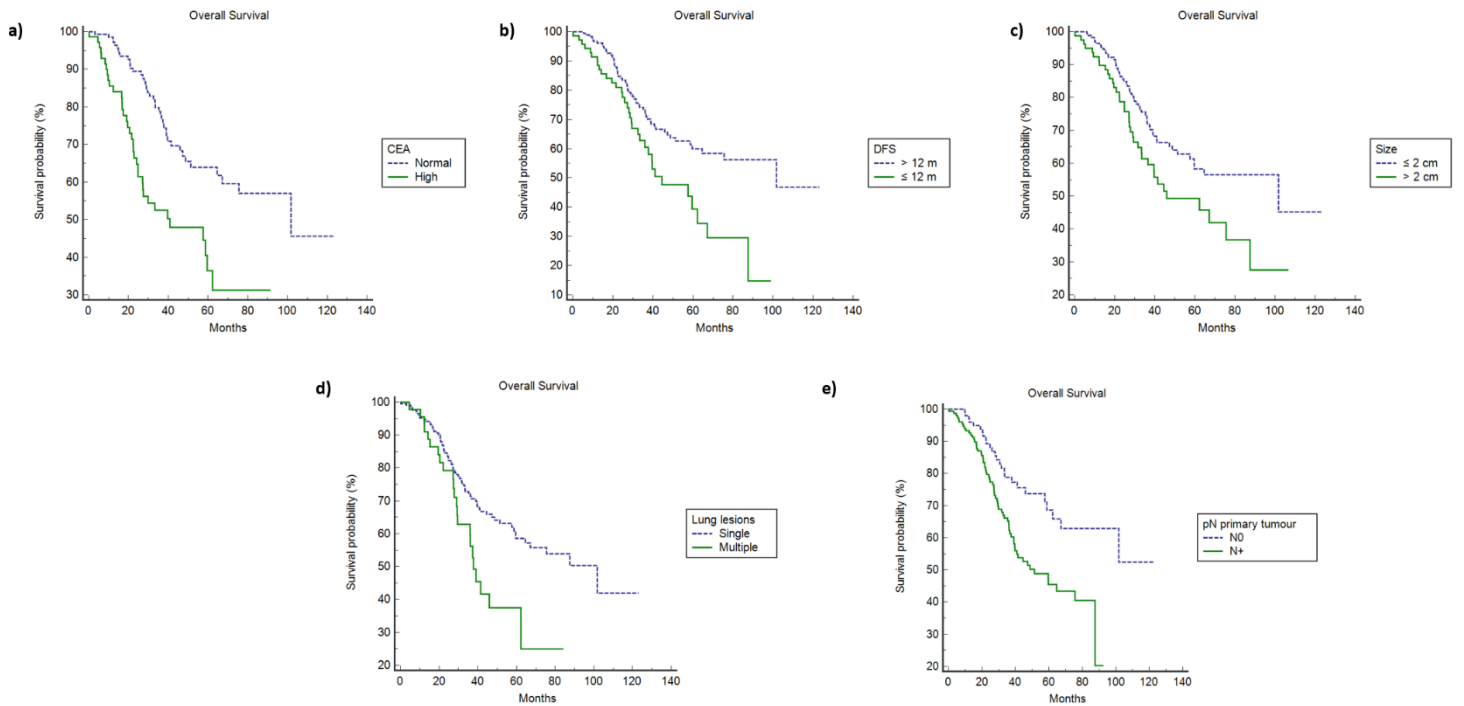 a)
Overall Survival
Survival probability (%)
100
90
80
70
60
50
40
30
0 20 40 60 80 100 120 140
Months
CEA
Normal
High
b)
Overall Survival
Survival probability (%)
100
90
80
70
60
50
40
30
20
10
0 20 40 60 80 100 120 140
Months
DFS
> 12 m
≤ 12 m
c)
Overall Survival
Survival probability (%)
100
90
80
70
60
50
40
30
20
0 20 40 60 80 100 120 140
Months
Size
≤ 2 cm
> 2 cm
d)
Overall Survival
Survival probability (%)
100
90
80
70
60
50
40
30
20
0 20 40 60 80 100 120 140
Months
Lung lesions
Single
Multiple
e)
Overall Survival
Survival probability (%)
100
90
80
70
60
50
40
30
20
0 20 40 60 80 100 120 140
Months
pN primary tumour
N0
N+